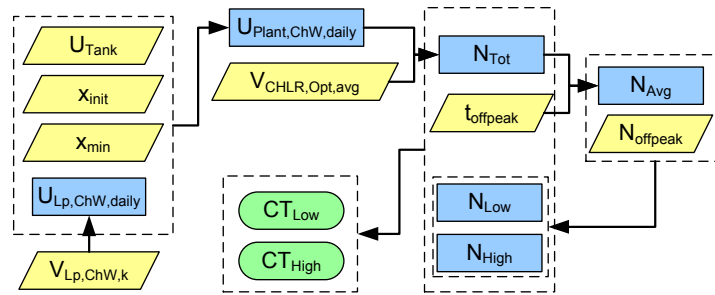 U_Tank
x_init
x_min
U_Lp,ChW,daily
V_Lp,ChW,k
U_Plant,ChW,daily
V_CHLR,Opt,avg
CT_Low
CT_High
N_Tot
t_offpeak
N_Low
N_High
N_Avg
N_offpeak